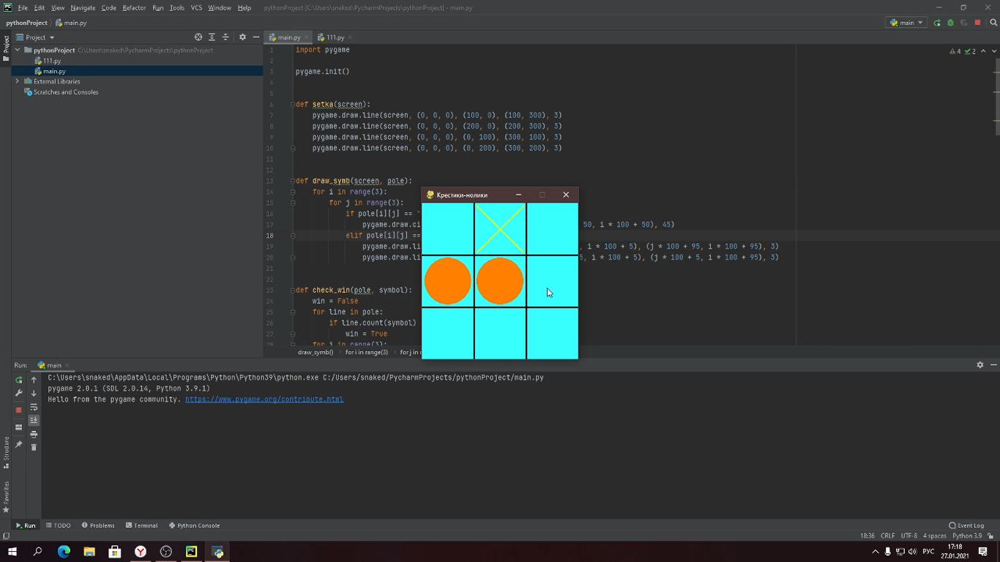 File Edit View Navigate Code Refactor Run Tools VCS Window Help pythonProject [C:\Users\snaked\PycharmProjects\pythonProject] - main.py
pythonProject main.py main
Project Project main.py 111.py
pythonProject C:\Users\snaked\PycharmProjects\pythonProject
111.py
main.py
External Libraries
Scratches and Consoles
4 2
1 import pygame
2
3 pygame.init()
4
5
6 def setka(screen):
7 pygame.draw.line(screen, (0, 0, 0), (100, 0), (100, 300), 3)
8 pygame.draw.line(screen, (0, 0, 0), (200, 0), (200, 300), 3)
9 pygame.draw.line(screen, (0, 0, 0), (0, 100), (300, 100), 3)
10 pygame.draw.line(screen, (0, 0, 0), (0, 200), (300, 200), 3)
11
12
13 def draw_symb(screen, pole):
14 for i in range(3):
15 for j in range(3):
16 if pole[i][j] == "
17 pygame.draw.ci 50, i * 100 + 50), 45)
18 elif pole[i][j] ==
19 pygame.draw.li , i * 100 + 5), (j * 100 + 95, i * 100 + 95), 3)
20 pygame.draw.li 5, i * 100 + 5), (j * 100 + 5, i * 100 + 95), 3)
21
22
23 def check_win(pole, symbol):
24 win = False
25 for line in pole:
26 if line.count(symbol)
27 win = True
28 for i in range(3):
Крестики-нолики
draw_symb() for i in range(3) for j in r
Run: main
C:\Users\snaked\AppData\Local\Programs\Python\Python39\python.exe C:/Users/snaked/PycharmProjects/pythonProject/main.py
pygame 2.0.1 (SDL 2.0.14, Python 3.9.1)
Hello from the pygame community. https://www.pygame.org/contribute.html
Structure
Favorites
Run TODO Problems Terminal Python Console Event Log
18:36 CRLF UTF-8 4 spaces Python 3.9
РУС 17:18
27.01.2021